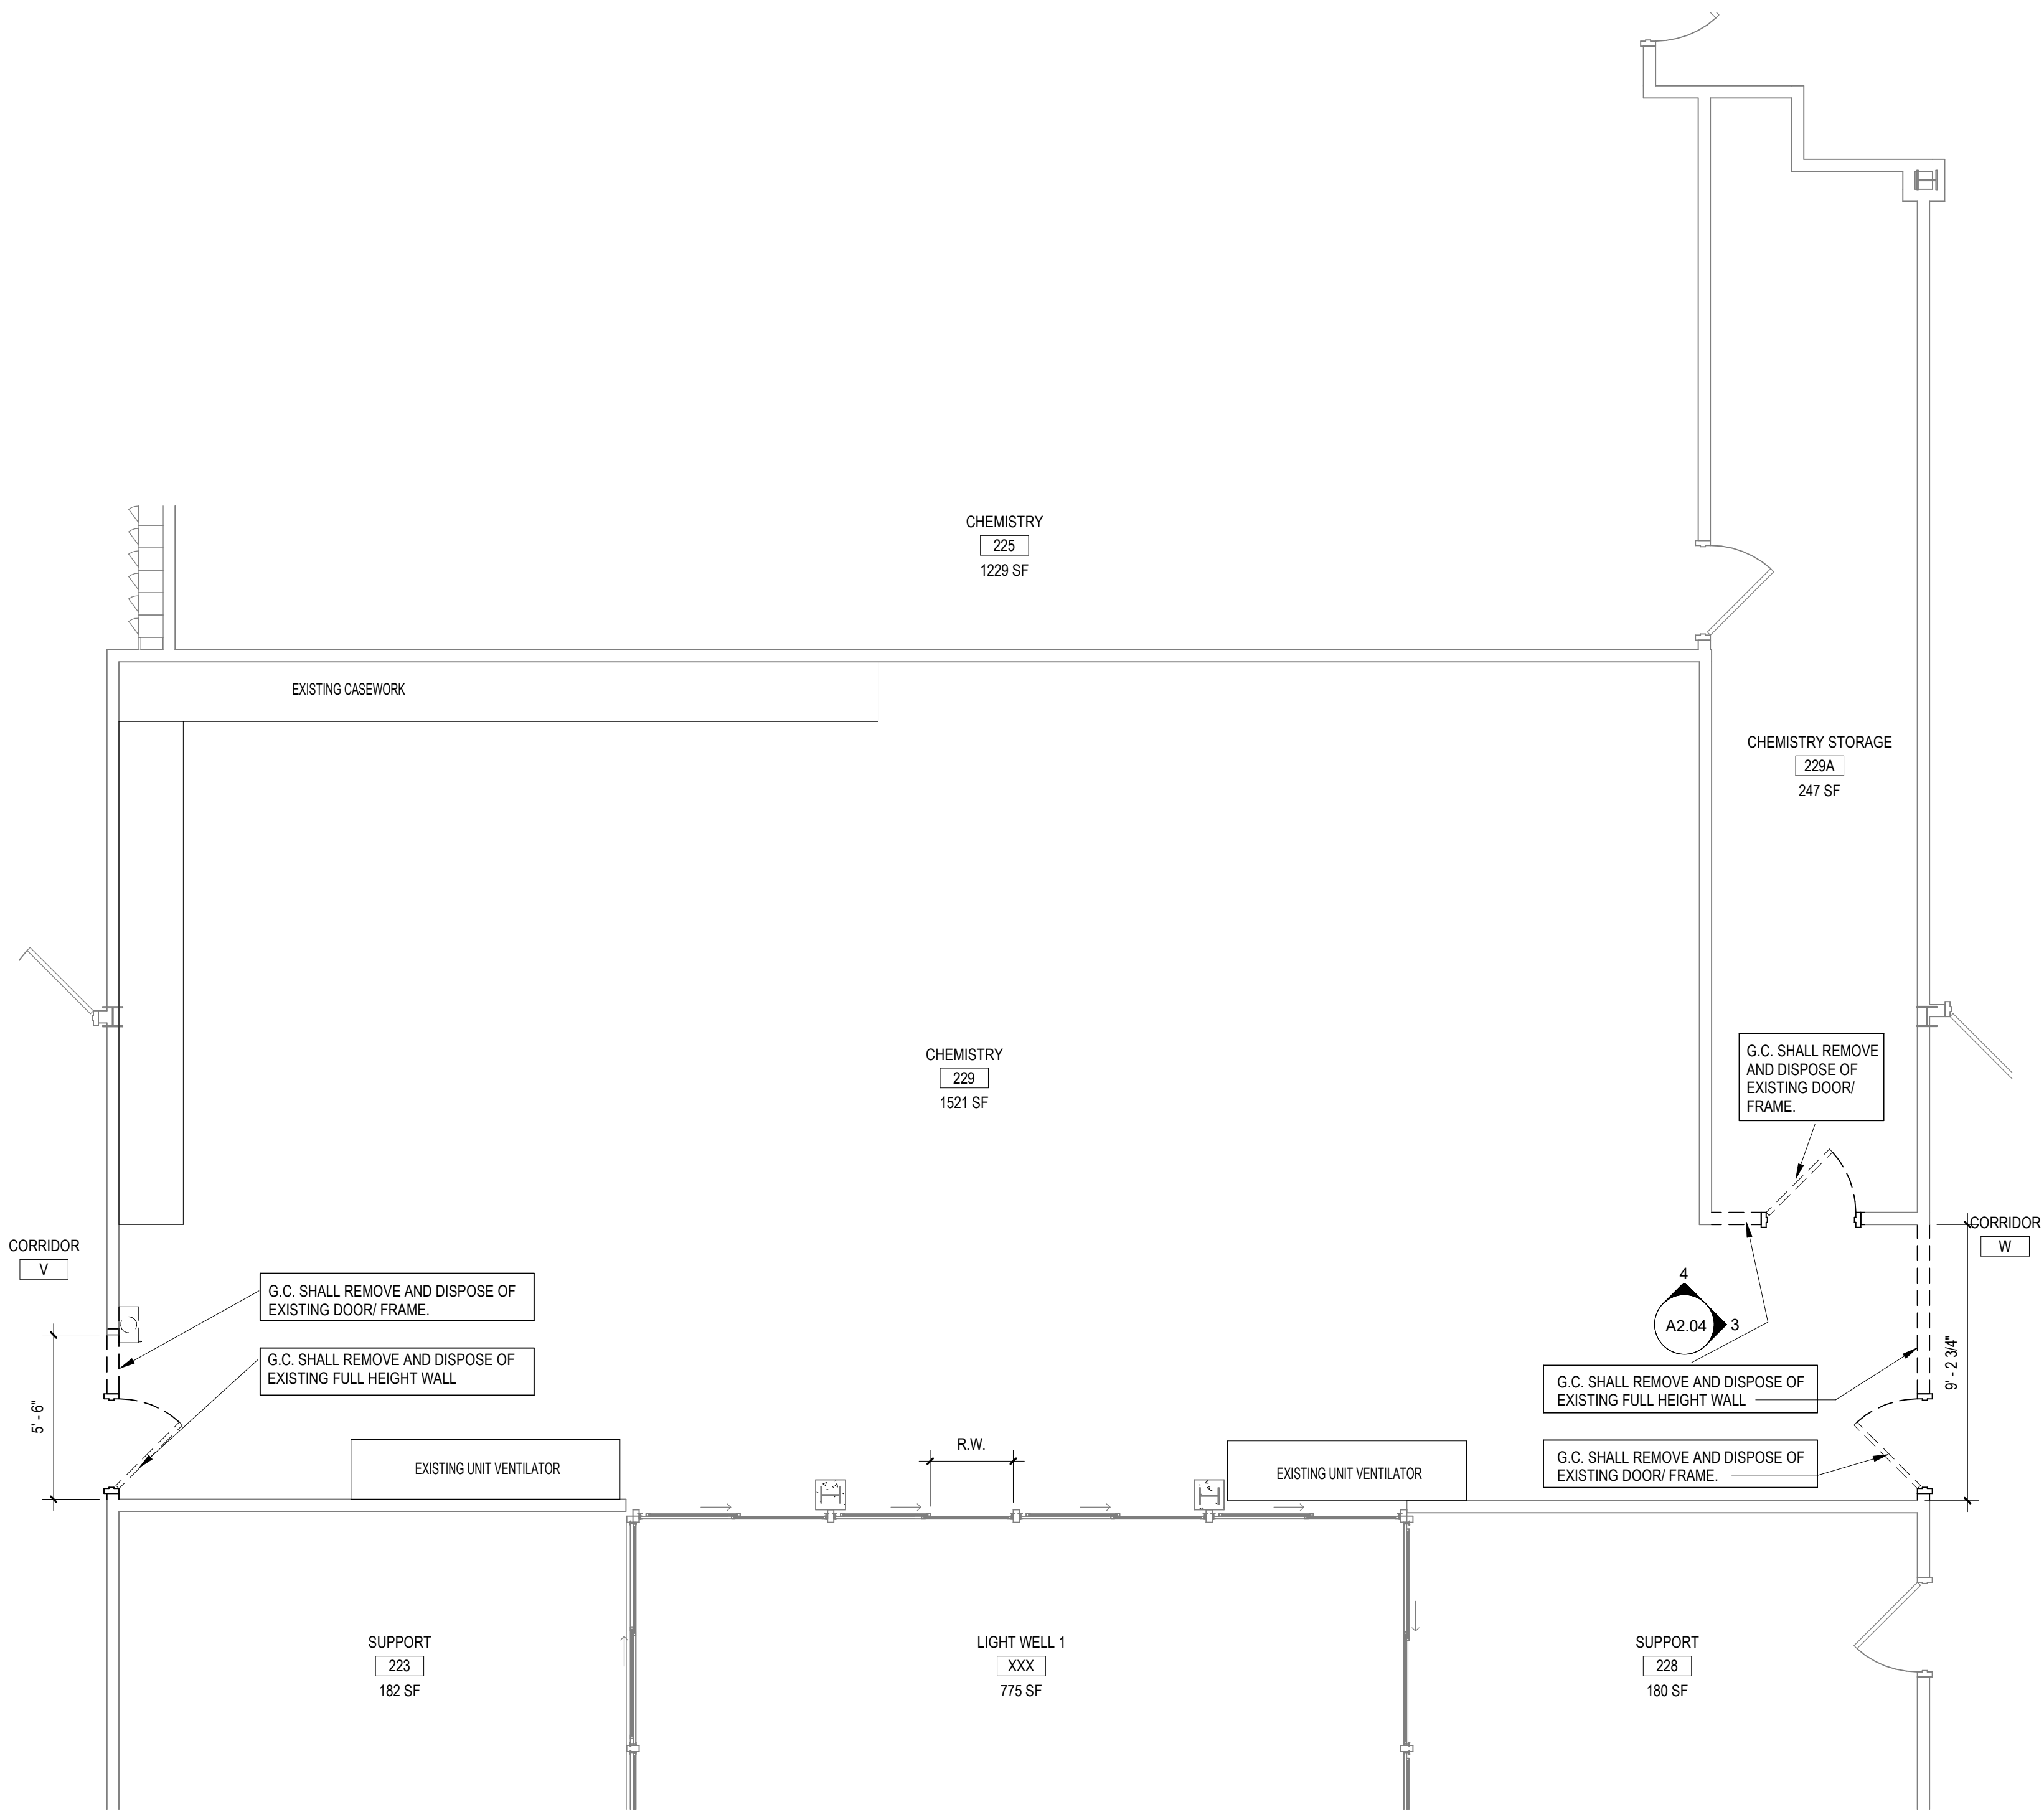 CHEMISTRY
225
1229 SF
EXISTING CASEWORK
CHEMISTRY STORAGE
229A
247 SF
CHEMISTRY
229
1521 SF
G.C. SHALL REMOVE
AND DISPOSE OF
EXISTING DOOR/
FRAME.
CORRIDOR
V
CORRIDOR
W
G.C. SHALL REMOVE AND DISPOSE OF
EXISTING DOOR/ FRAME.
G.C. SHALL REMOVE AND DISPOSE OF
EXISTING FULL HEIGHT WALL
4
A2.04
3
G.C. SHALL REMOVE AND DISPOSE OF
EXISTING FULL HEIGHT WALL
G.C. SHALL REMOVE AND DISPOSE OF
EXISTING DOOR/ FRAME.
5' - 6"
9' - 2 3/4"
R.W.
EXISTING UNIT VENTILATOR
EXISTING UNIT VENTILATOR
SUPPORT
223
182 SF
LIGHT WELL 1
XXX
775 SF
SUPPORT
228
180 SF